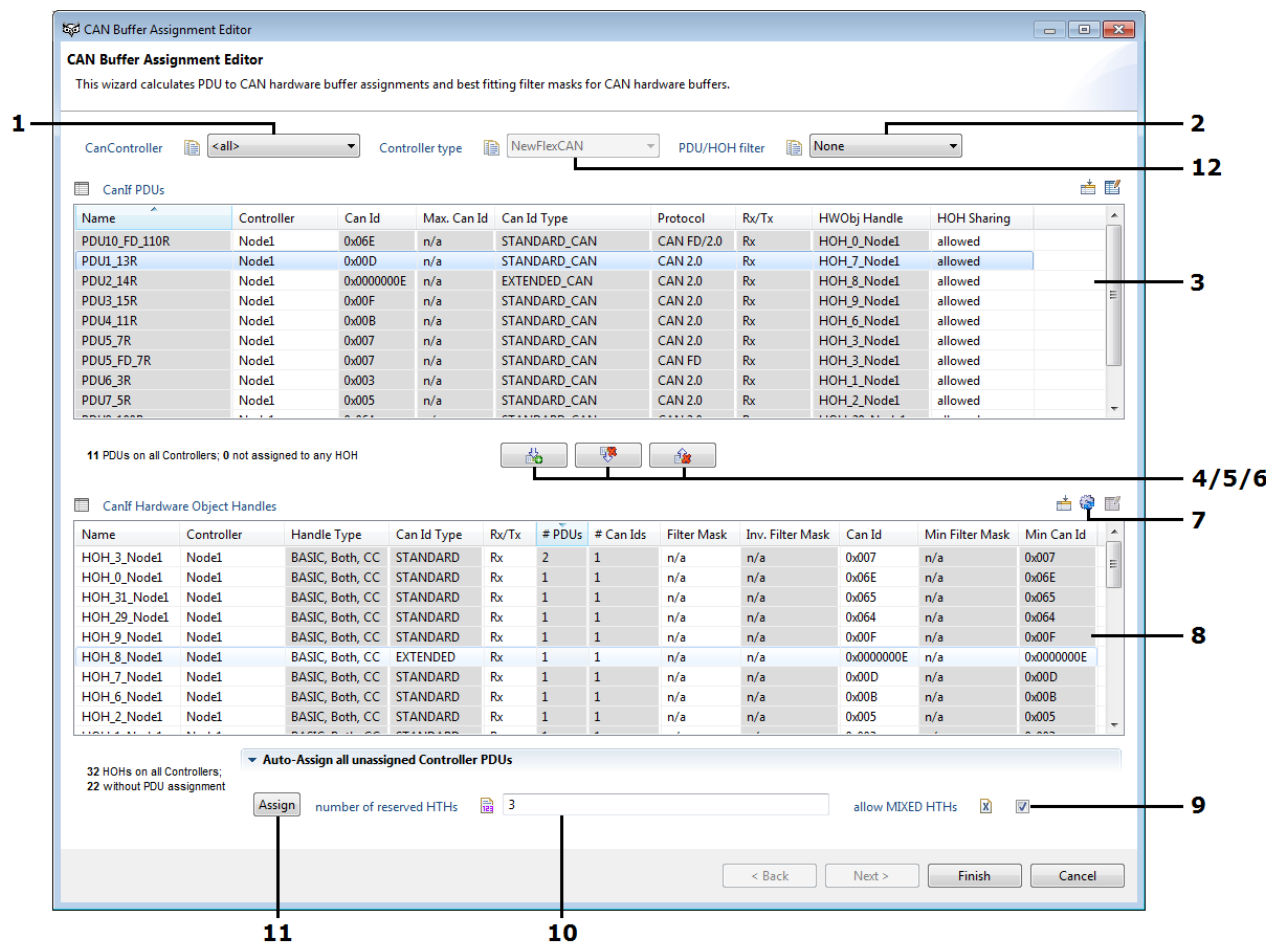 CAN Buffer Assignment Editor
CAN Buffer Assignment Editor
This wizard calculates PDU to CAN hardware buffer assignments and best fitting filter masks for CAN hardware buffers.
1
2
CanController <all> Controller type NewFlexCAN PDU/HOH filter None
12
CanIf PDUs
Name Controller Can Id Max. Can Id Can Id Type Protocol Rx/Tx HWObj Handle HOH Sharing
PDU10_FD_110R Node1 0x06E n/a STANDARD_CAN CAN FD/2.0 Rx HOH_0_Node1 allowed
PDU1_13R Node1 0x00D n/a STANDARD_CAN CAN 2.0 Rx HOH_7_Node1 allowed
PDU2_14R Node1 0x0000000E n/a EXTENDED_CAN CAN 2.0 Rx HOH_8_Node1 allowed
3
PDU3_15R Node1 0x00F n/a STANDARD_CAN CAN 2.0 Rx HOH_9_Node1 allowed
PDU4_11R Node1 0x00B n/a STANDARD_CAN CAN 2.0 Rx HOH_6_Node1 allowed
PDU5_7R Node1 0x007 n/a STANDARD_CAN CAN 2.0 Rx HOH_3_Node1 allowed
PDU5_FD_7R Node1 0x007 n/a STANDARD_CAN CAN FD Rx HOH_3_Node1 allowed
PDU6_3R Node1 0x003 n/a STANDARD_CAN CAN 2.0 Rx HOH_1_Node1 allowed
PDU7_5R Node1 0x005 n/a STANDARD_CAN CAN 2.0 Rx HOH_2_Node1 allowed
11 PDUs on all Controllers; 0 not assigned to any HOH
4/5/6
CanIf Hardware Object Handles
7
Name Controller Handle Type Can Id Type Rx/Tx # PDUs # Can Ids Filter Mask Inv. Filter Mask Can Id Min Filter Mask Min Can Id
HOH_3_Node1 Node1 BASIC, Both, CC STANDARD Rx 2 1 n/a n/a 0x007 n/a 0x007
HOH_0_Node1 Node1 BASIC, Both, CC STANDARD Rx 1 1 n/a n/a 0x06E n/a 0x06E
HOH_31_Node1 Node1 BASIC, Both, CC STANDARD Rx 1 1 n/a n/a 0x065 n/a 0x065
HOH_29_Node1 Node1 BASIC, Both, CC STANDARD Rx 1 1 n/a n/a 0x064 n/a 0x064
HOH_9_Node1 Node1 BASIC, Both, CC STANDARD Rx 1 1 n/a n/a 0x00F n/a 0x00F
8
HOH_8_Node1 Node1 BASIC, Both, CC EXTENDED Rx 1 1 n/a n/a 0x0000000E n/a 0x0000000E
HOH_7_Node1 Node1 BASIC, Both, CC STANDARD Rx 1 1 n/a n/a 0x00D n/a 0x00D
HOH_6_Node1 Node1 BASIC, Both, CC STANDARD Rx 1 1 n/a n/a 0x00B n/a 0x00B
HOH_2_Node1 Node1 BASIC, Both, CC STANDARD Rx 1 1 n/a n/a 0x005 n/a 0x005
32 HOHs on all Controllers;
22 without PDU assignment
Auto-Assign all unassigned Controller PDUs
Assign number of reserved HTHs 3 allow MIXED HTHs
9
< Back Next > Finish Cancel
11
10